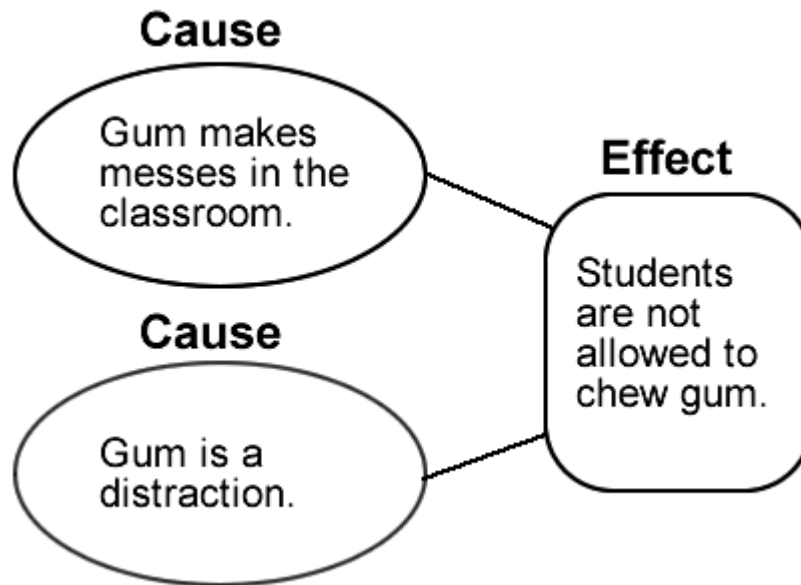 Cause
Gum makes
messes in the
classroom.
Cause
Gum is a
distraction.
Effect
Students
are not
allowed to
chew gum.